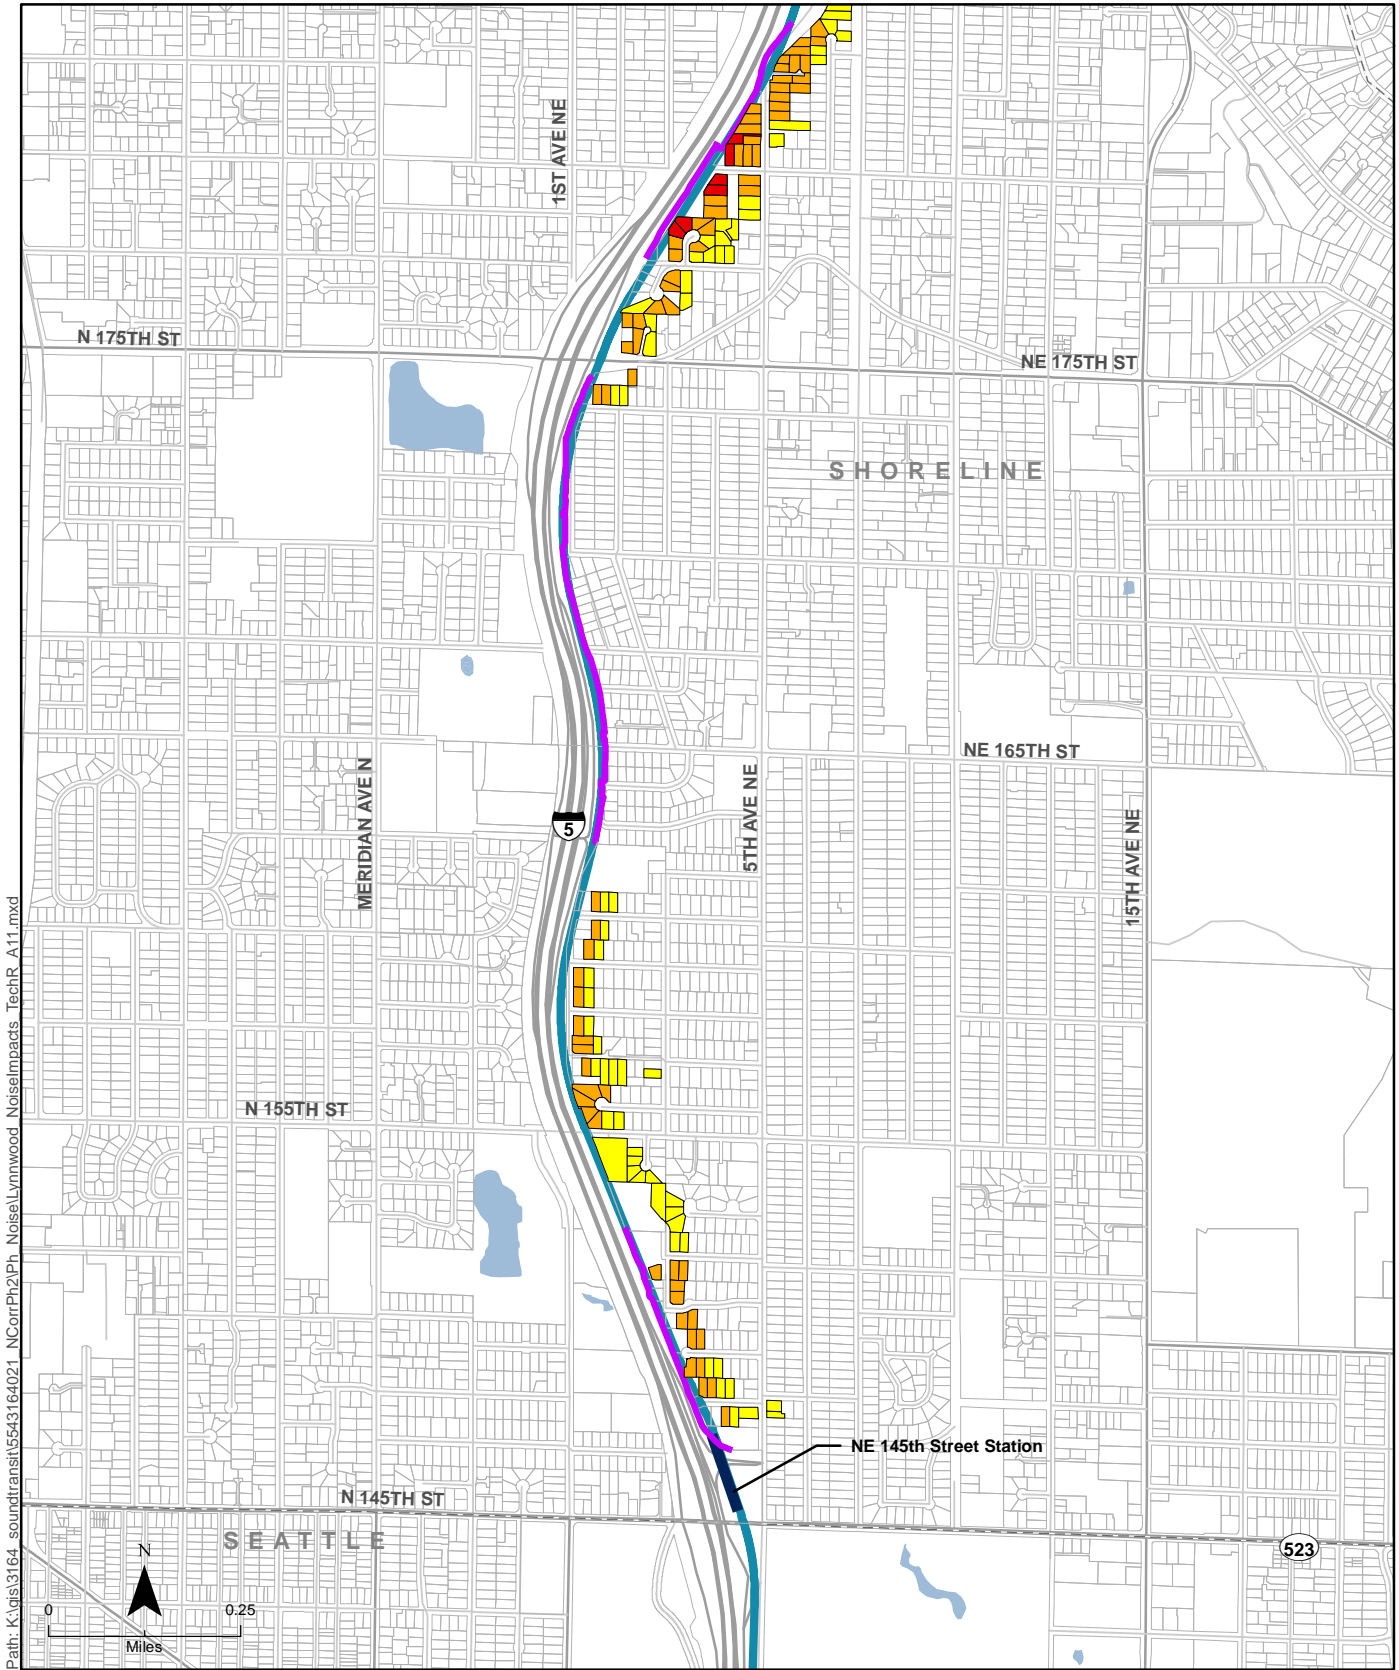 1ST AVE NE
N 175TH ST
NE 175TH ST
SHORELINE
NE 165TH ST
MERIDIAN AVE N
5
5TH AVE NE
15TH AVE NE
N 155TH ST
NE 145th Street Station
N 145TH ST
SEATTLE
523
N
0 0.25
Miles
Path: K:\gis\3164_soundtransit\5543164021_NCorrPh2\Ph_Noise\Lynnwood_NoiseImpacts_TechR_A11.mxd